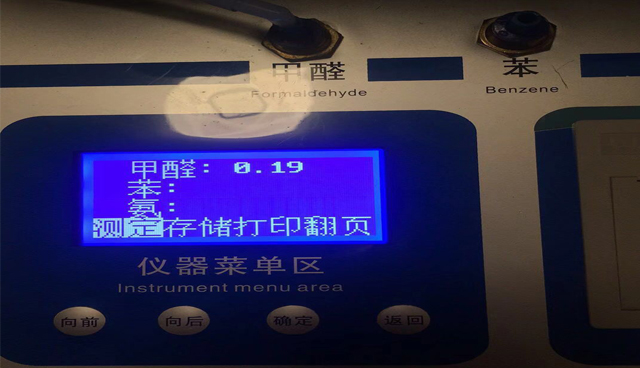 甲醛 苯
Formaldehyde Benzene
甲醛: 0.19
苯:
氨:
测定存储打印翻页
仪器菜单区
Instrument menu area
向前 向后 确定 返回